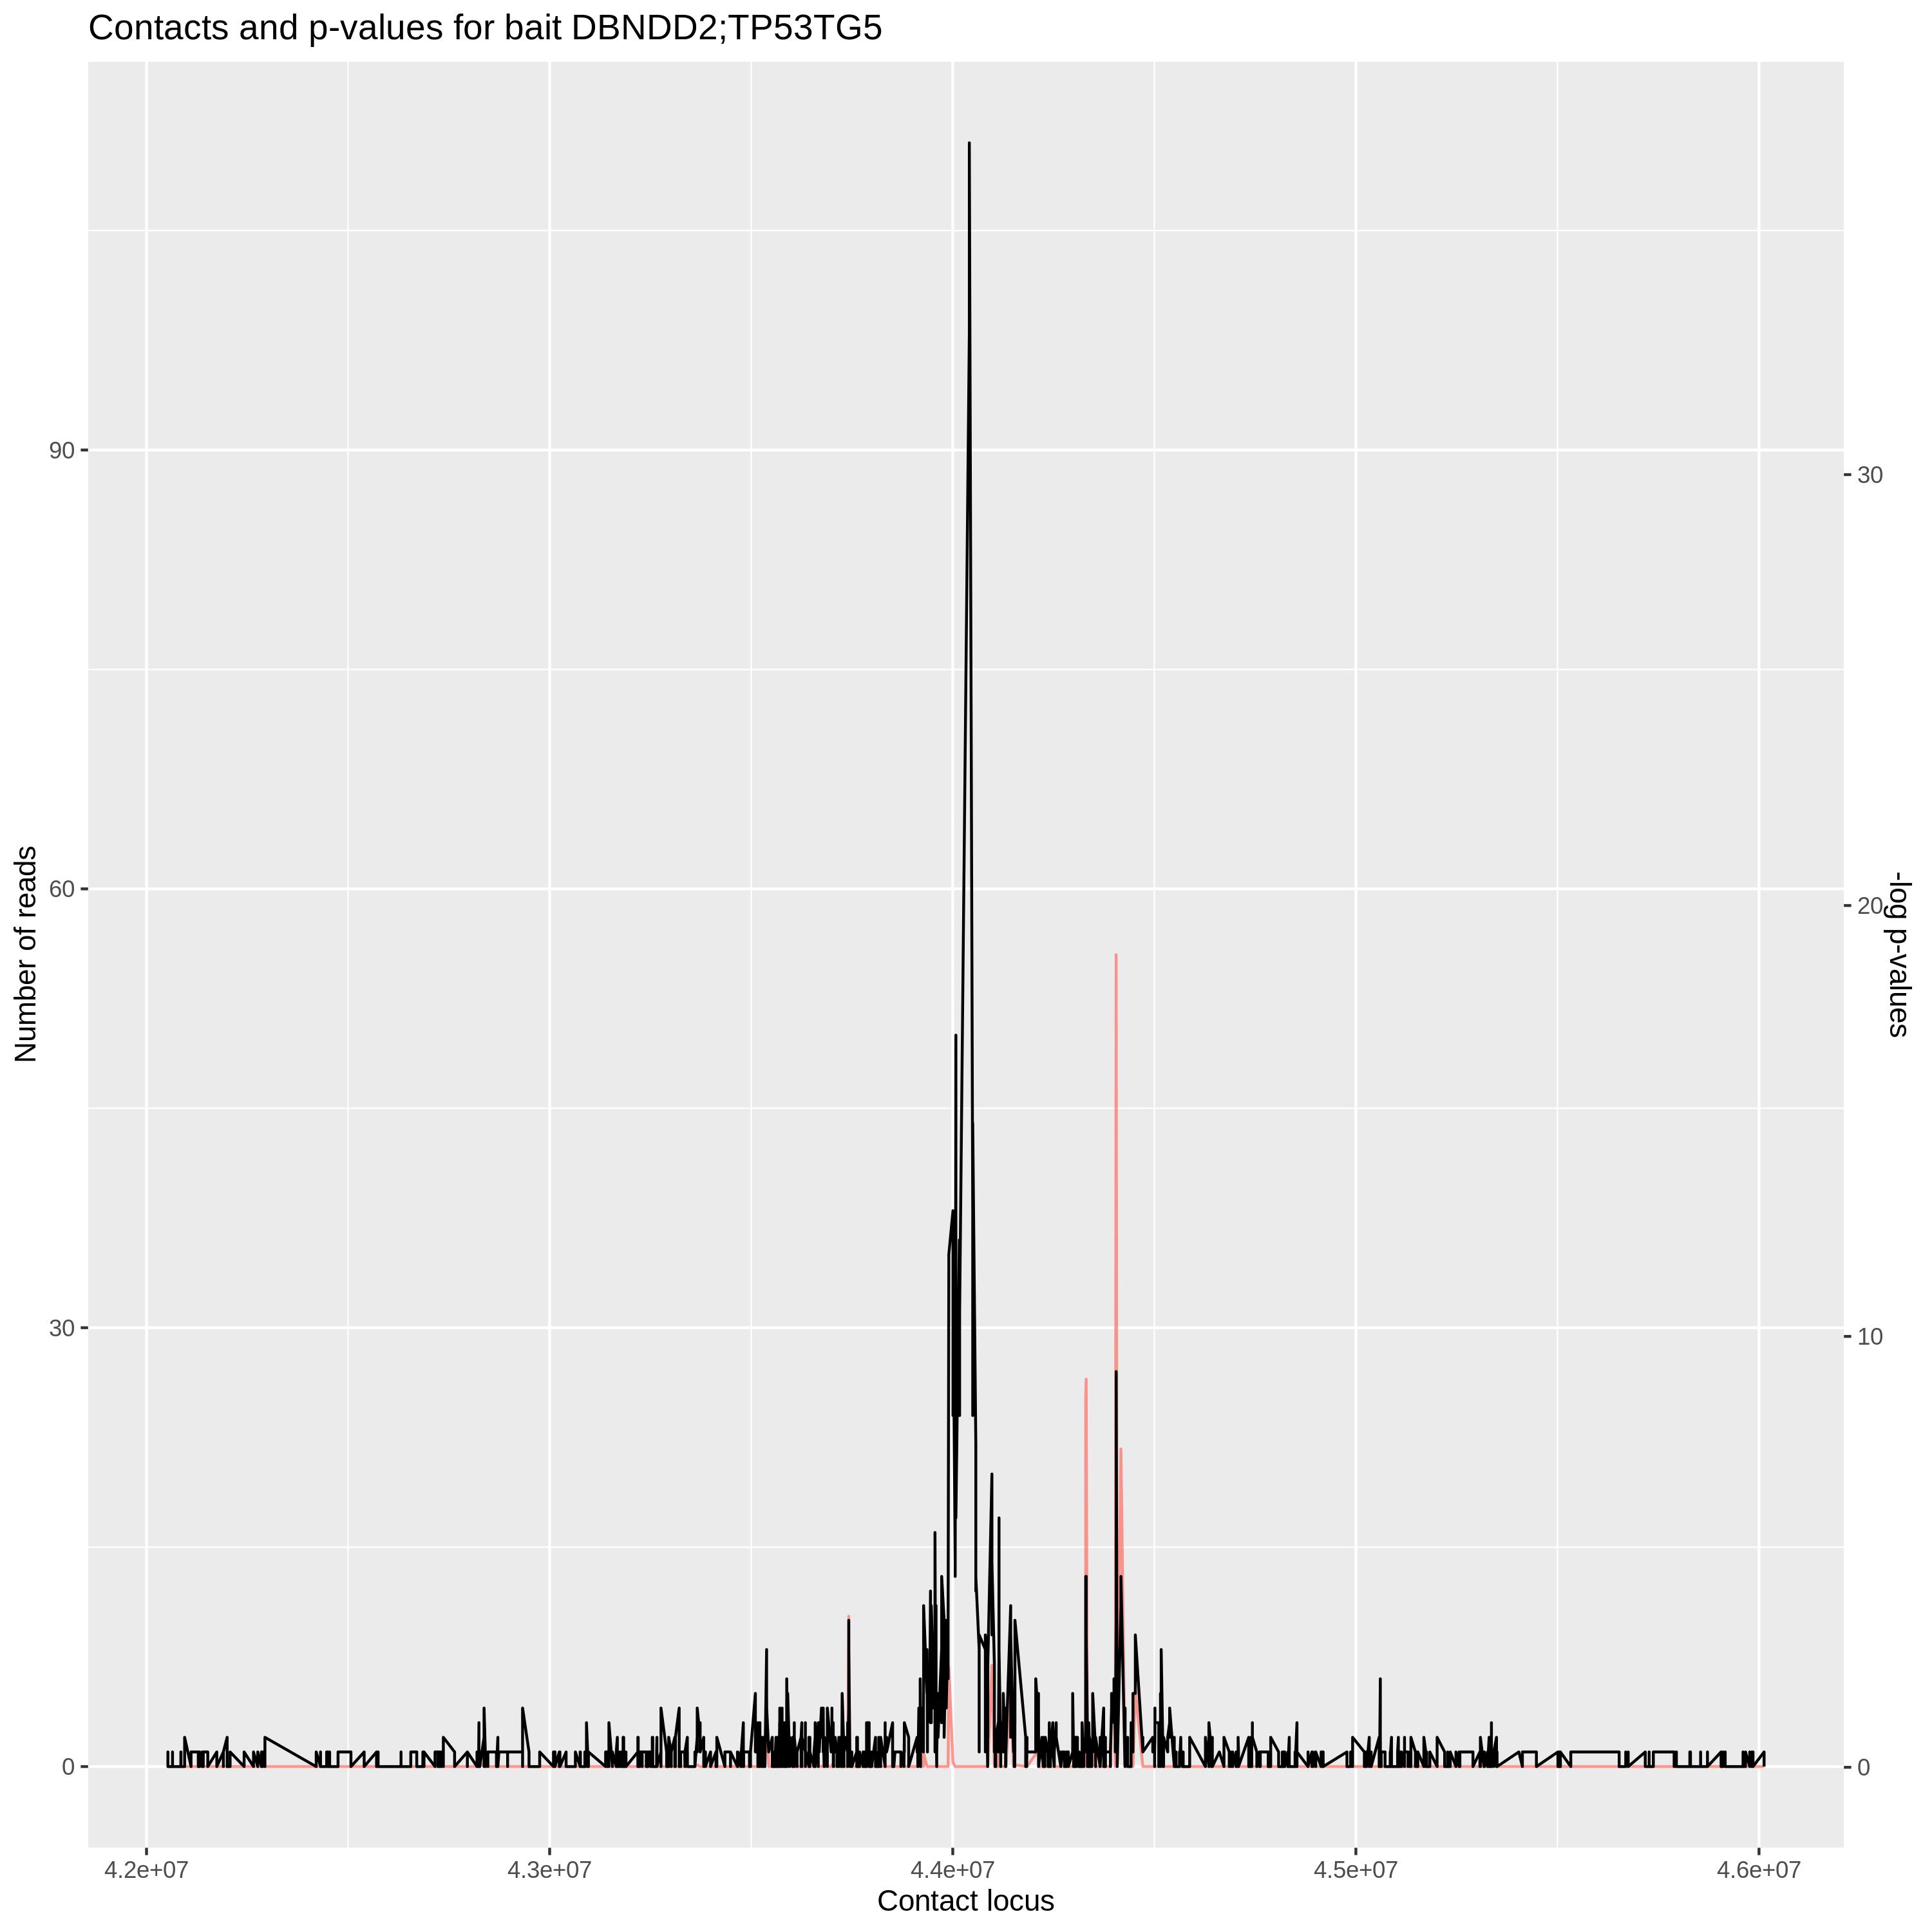 Contacts and p-values for bait DBNDD2;TP53TG5
90
60
30
0
Number of reads
30
20
10
0
-log p-values
4.2e+07
4.3e+07
4.4e+07
4.5e+07
4.6e+07
Contact locus